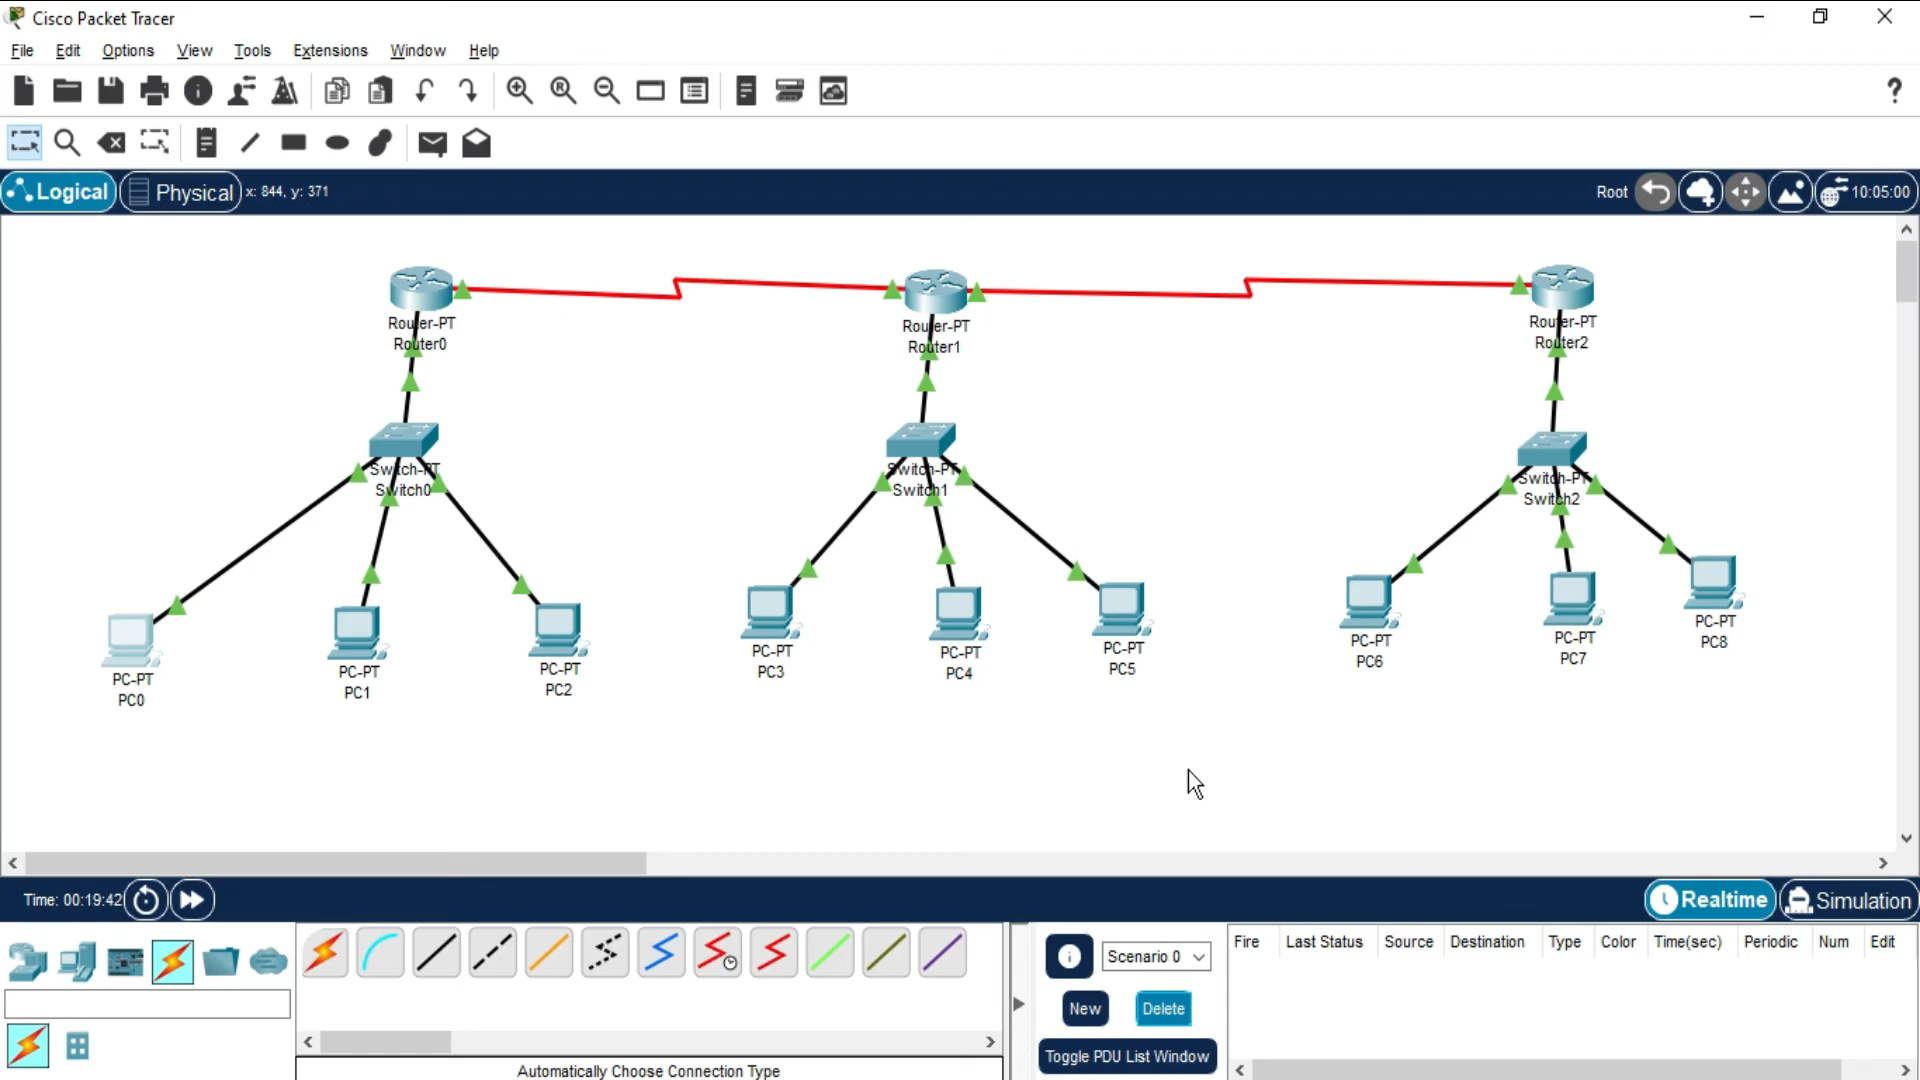 Cisco Packet Tracer
File Edit Options View Tools Extensions Window Help
Logical Physical x: 844, y: 371 Root 10:05:00
Router-PT
Router0
Router-PT
Router1
Router-PT
Router2
Switch-PT
Switch0
Switch-PT
Switch1
Switch-PT
Switch2
PC-PT
PC0
PC-PT
PC1
PC-PT
PC2
PC-PT
PC3
PC-PT
PC4
PC-PT
PC5
PC-PT
PC6
PC-PT
PC7
PC-PT
PC8
Time: 00:19:42 Realtime Simulation
Scenario 0
New Delete
Toggle PDU List Window
Fire Last Status Source Destination Type Color Time(sec) Periodic Num Edit
Automatically Choose Connection Type